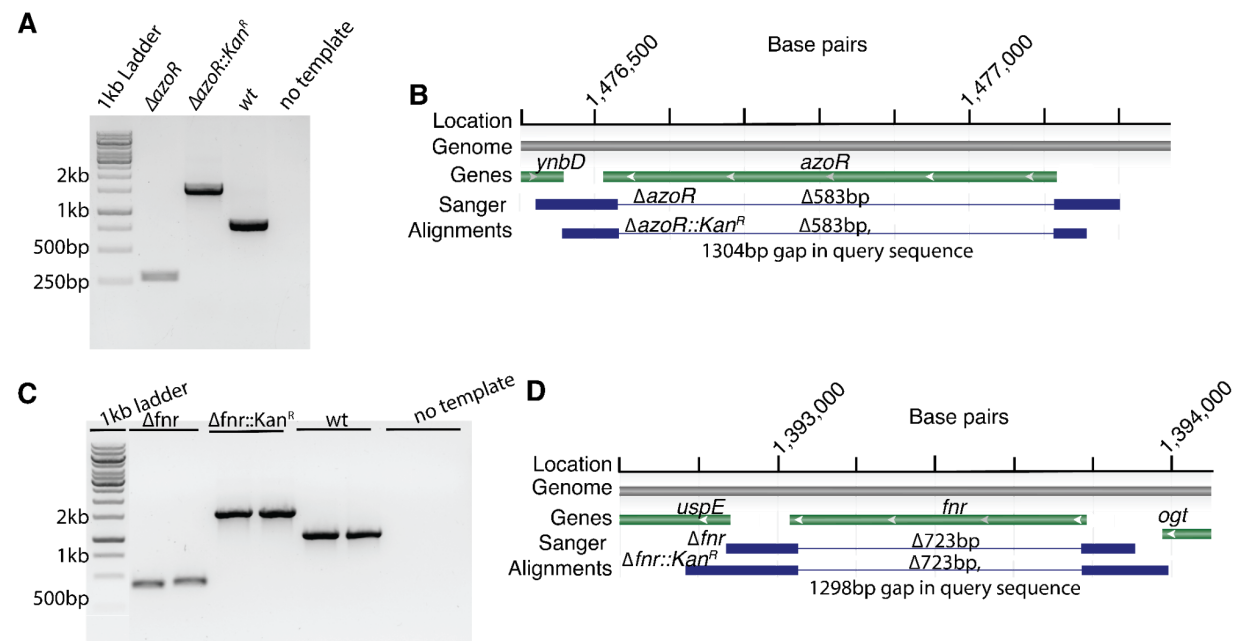 A
1kb Ladder
ΔazoR
ΔazoR::Kanᴿ
wt
no template
2kb
1kb
500bp
250bp
B
Base pairs
1,476,500
1,477,000
Location
Genome
ynbD azoR
Genes
Sanger ΔazoR Δ583bp
Alignments ΔazoR::Kanᴿ Δ583bp,
1304bp gap in query sequence
C
1kb ladder
Δfnr
Δfnr::Kanᴿ
wt
no template
2kb
1kb
500bp
D
Base pairs
1,393,000
1,394,000
Location
Genome
uspE fnr ogt
Genes
Sanger Δfnr Δ723bp
Alignments Δfnr::Kanᴿ Δ723bp,
1298bp gap in query sequence